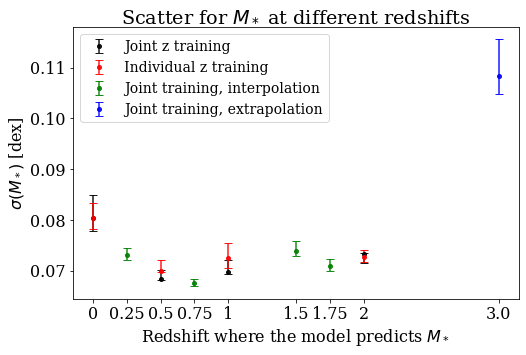 Scatter for M* at different redshifts
Joint z training
Individual z training
Joint training, interpolation
Joint training, extrapolation
σ(M*) [dex]
0.11
0.10
0.09
0.08
0.07
0 0.25 0.5 0.75 1 1.5 1.75 2 3.0
Redshift where the model predicts M*